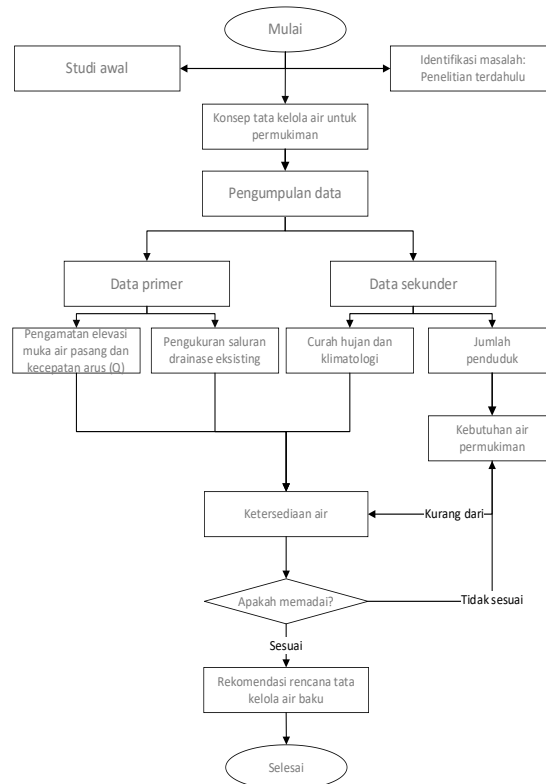 Mulai
Studi awal
Identifikasi masalah:
Penelitian terdahulu
Konsep tata kelola air untuk
permukiman
Pengumpulan data
Data primer
Data sekunder
Pengamatan elevasi
muka air pasang dan
kecepatan arus (Q)
Pengukuran saluran
drainase eksisting
Curah hujan dan
klimatologi
Jumlah
penduduk
Kebutuhan air
permukiman
Ketersediaan air
Kurang dari
Apakah memadai?
Tidak sesuai
Sesuai
Rekomendasi rencana tata
kelola air baku
Selesai